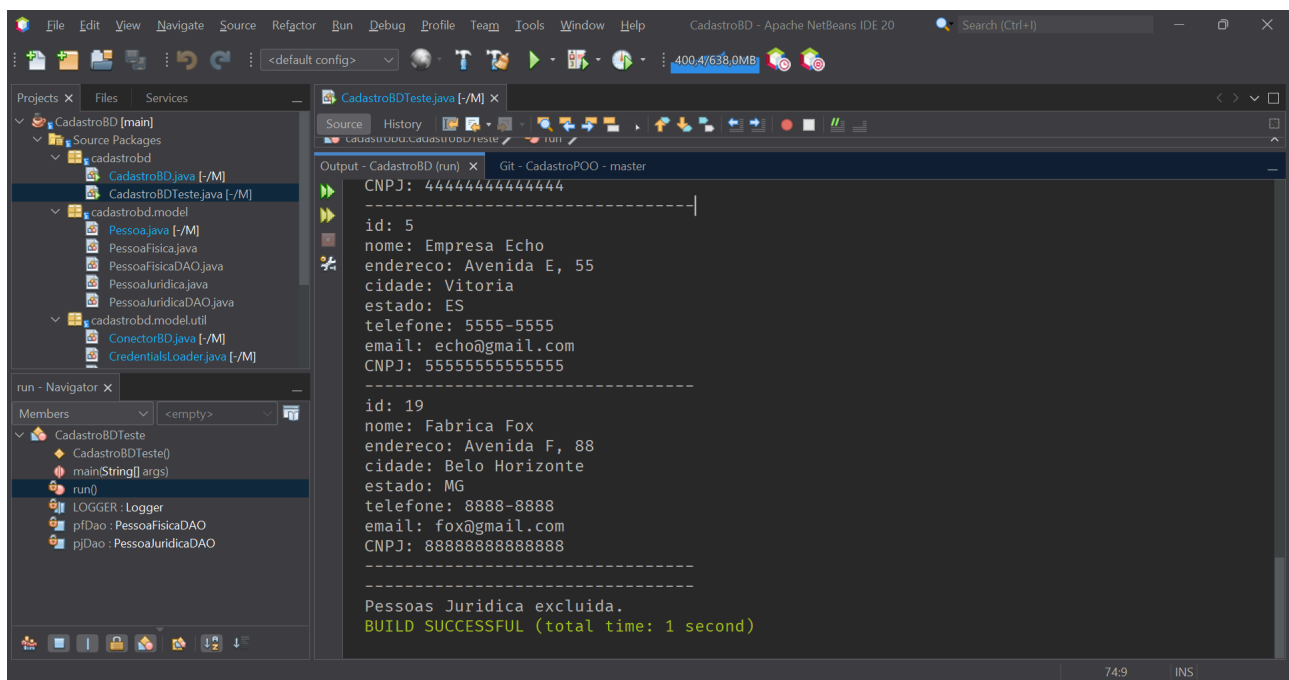 File Edit View Navigate Source Refactor Run Debug Profile Team Tools Window Help CadastroBD - Apache NetBeans IDE 20 Search (Ctrl+I)
<default config> 400,4/638,0MB
Projects Files Services
CadastroBD [main]
Source Packages
cadastrobd
CadastroBD.java [-/M]
CadastroBDTeste.java [-/M]
cadastrobd.model
Pessoa.java [-/M]
PessoaFisica.java
PessoaFisicaDAO.java
PessoaJuridica.java
PessoaJuridicaDAO.java
cadastrobd.model.util
ConectorBD.java [-/M]
CredentialsLoader.java [-/M]
run - Navigator
Members <empty>
CadastroBDTeste
CadastroBDTeste()
main(String[] args)
run()
LOGGER : Logger
pfDao : PessoaFisicaDAO
pjDao : PessoaJuridicaDAO
CadastroBDTeste.java [-/M]
Source History
cadastrobd.CadastroBDTeste run
Output - CadastroBD (run) Git - CadastroPOO - master
CNPJ: 44444444444444
---------------------------------
id: 5
nome: Empresa Echo
endereco: Avenida E, 55
cidade: Vitoria
estado: ES
telefone: 5555-5555
email: echo@gmail.com
CNPJ: 55555555555555
---------------------------------
id: 19
nome: Fabrica Fox
endereco: Avenida F, 88
cidade: Belo Horizonte
estado: MG
telefone: 8888-8888
email: fox@gmail.com
CNPJ: 88888888888888
---------------------------------
---------------------------------
Pessoas Juridica excluida.
BUILD SUCCESSFUL (total time: 1 second)
74:9 INS